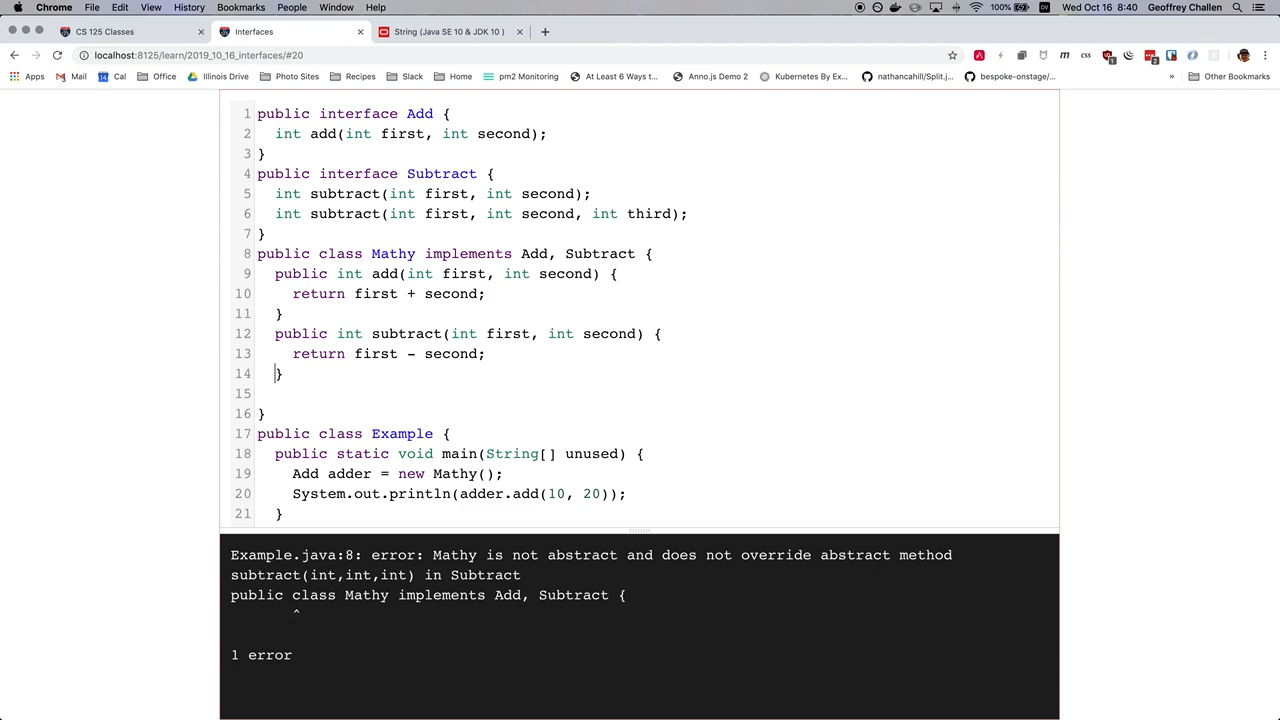 Chrome File Edit View History Bookmarks People Window Help 100% Wed Oct 16 8:40 Geoffrey Challen
CS 125 Classes Interfaces String (Java SE 10 & JDK 10 )
localhost:8125/learn/2019_10_16_interfaces/#20
Apps Mail Cal Office Illinois Drive Photo Sites Recipes Slack Home pm2 Monitoring At Least 6 Ways t... Anno.js Demo 2 Kubernetes By Ex... nathancahill/Split.j... bespoke-onstage/... » Other Bookmarks
1 public interface Add {
2   int add(int first, int second);
3 }
4 public interface Subtract {
5   int subtract(int first, int second);
6   int subtract(int first, int second, int third);
7 }
8 public class Mathy implements Add, Subtract {
9   public int add(int first, int second) {
10     return first + second;
11   }
12   public int subtract(int first, int second) {
13     return first - second;
14   }
15
16 }
17 public class Example {
18   public static void main(String[] unused) {
19     Add adder = new Mathy();
20     System.out.println(adder.add(10, 20));
21   }
Example.java:8: error: Mathy is not abstract and does not override abstract method
subtract(int,int,int) in Subtract
public class Mathy implements Add, Subtract {
^
1 error